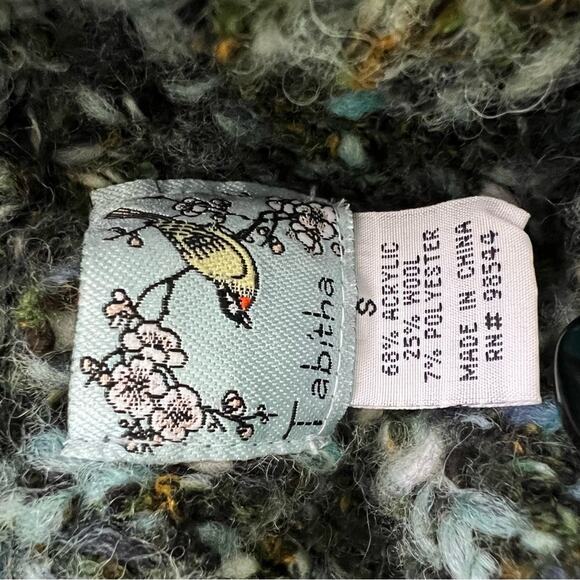 Tabitha
S
68% ACRYLIC
25% WOOL
7% POLYESTER
MADE IN CHINA
RN# 98544